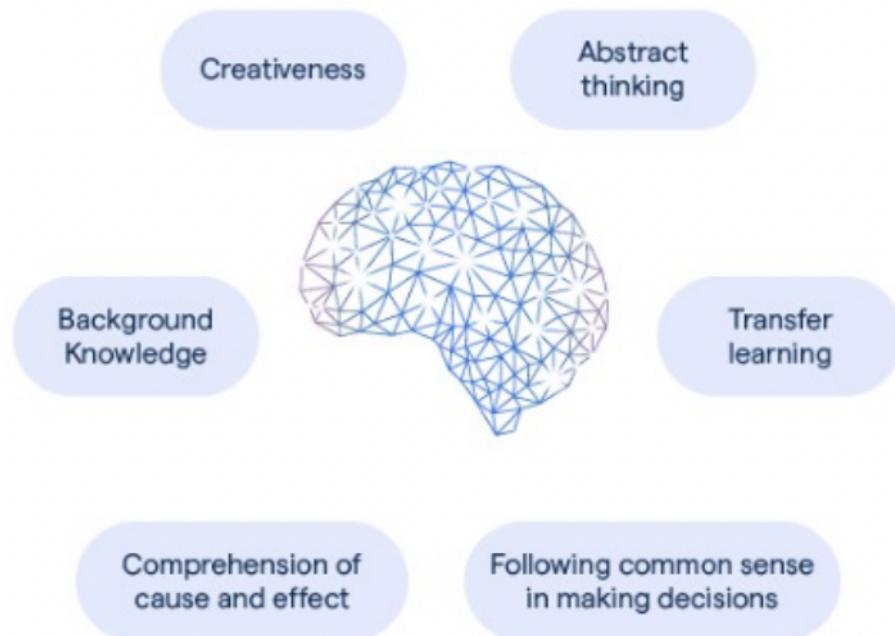 Creativeness
Abstract
thinking
Background
Knowledge
Transfer
learning
Comprehension of
cause and effect
Following common sense
in making decisions